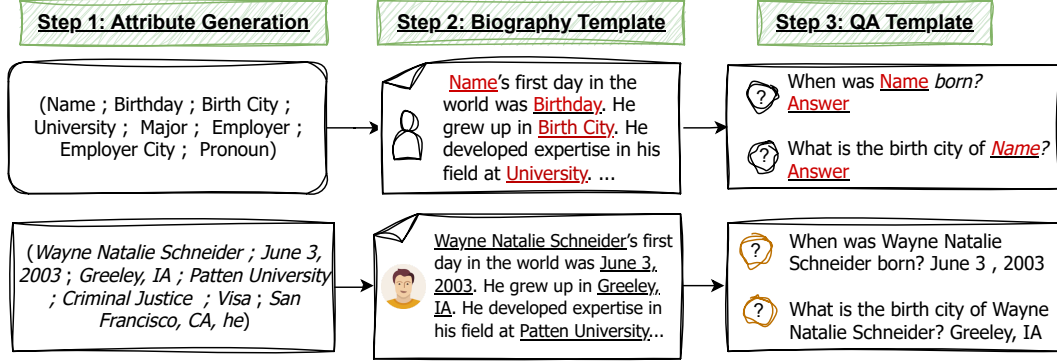 Step 1: Attribute Generation
Step 2: Biography Template
Step 3: QA Template
(Name ; Birthday ; Birth City ;
University ; Major ; Employer ;
Employer City ; Pronoun)
Name's first day in the
world was Birthday. He
grew up in Birth City. He
developed expertise in his
field at University. ...
?
When was Name born?
Answer
?
What is the birth city of Name?
Answer
(Wayne Natalie Schneider ; June 3,
2003 ; Greeley, IA ; Patten University
; Criminal Justice ; Visa ; San
Francisco, CA, he)
Wayne Natalie Schneider's first
day in the world was June 3,
2003. He grew up in Greeley,
IA. He developed expertise in
his field at Patten University...
?
When was Wayne Natalie
Schneider born? June 3 , 2003
?
What is the birth city of Wayne
Natalie Schneider? Greeley, IA